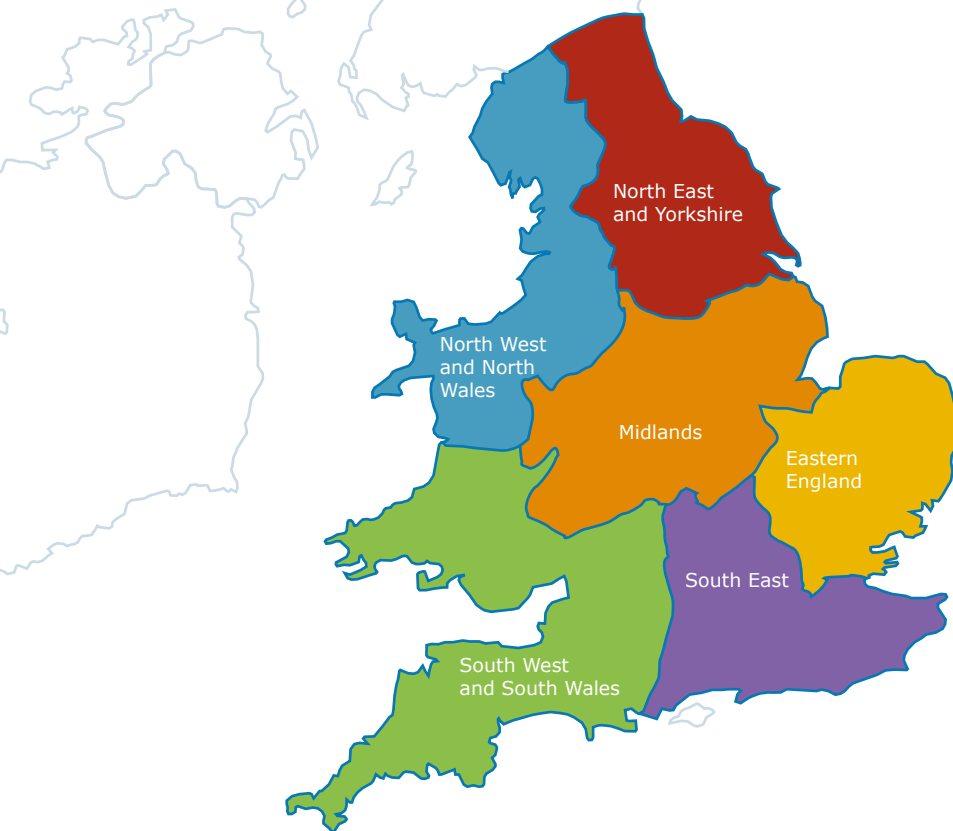 North East
and Yorkshire
North West
and North
Wales
Midlands
Eastern
England
South East
South West
and South Wales